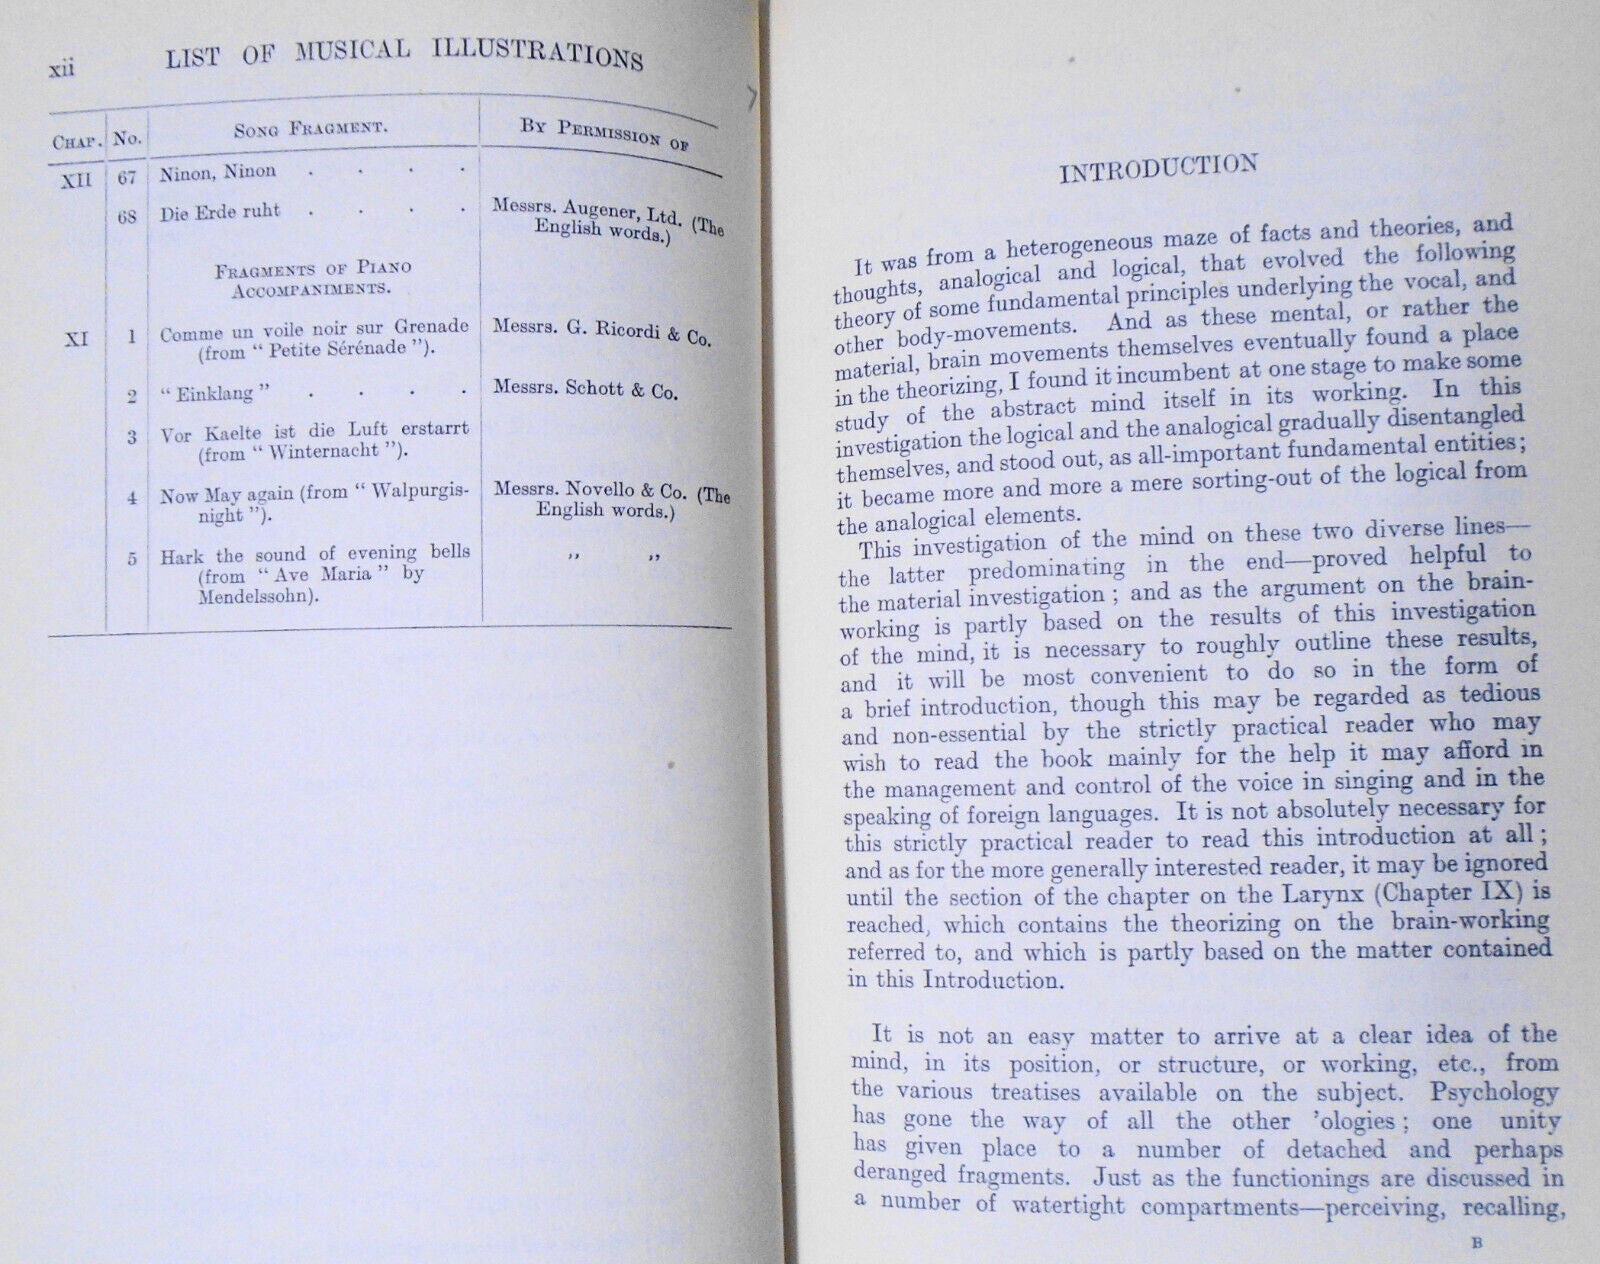 xii LIST OF MUSICAL ILLUSTRATIONS
CHAP. No. SONG FRAGMENT. BY PERMISSION OF
XII 67 Ninon, Ninon . . . .
68 Die Erde ruht . . . . Messrs. Augener, Ltd. (The
English words.)
FRAGMENTS OF PIANO
ACCOMPANIMENTS.
XI 1 Comme un voile noir sur Grenade Messrs. G. Ricordi & Co.
(from “ Petite Sérénade ”).
2 “ Einklang ” . . . . Messrs. Schott & Co.
3 Vor Kaelte ist die Luft erstarrt
(from “ Winternacht ”).
4 Now May again (from “ Walpurgis- Messrs. Novello & Co. (The
night ”). English words.)
5 Hark the sound of evening bells ,, ,,
(from “ Ave Maria ” by
Mendelssohn).
INTRODUCTION
It was from a heterogeneous maze of facts and theories, and
thoughts, analogical and logical, that evolved the following
theory of some fundamental principles underlying the vocal, and
other body-movements. And as these mental, or rather the
material, brain movements themselves eventually found a place
in the theorizing, I found it incumbent at one stage to make some
study of the abstract mind itself in its working. In this
investigation the logical and the analogical gradually disentangled
themselves, and stood out, as all-important fundamental entities;
it became more and more a mere sorting-out of the logical from
the analogical elements.
This investigation of the mind on these two diverse lines—
the latter predominating in the end—proved helpful to
the material investigation ; and as the argument on the brain-
working is partly based on the results of this investigation
of the mind, it is necessary to roughly outline these results,
and it will be most convenient to do so in the form of
a brief introduction, though this may be regarded as tedious
and non-essential by the strictly practical reader who may
wish to read the book mainly for the help it may afford in
the management and control of the voice in singing and in the
speaking of foreign languages. It is not absolutely necessary for
this strictly practical reader to read this introduction at all ;
and as for the more generally interested reader, it may be ignored
until the section of the chapter on the Larynx (Chapter IX) is
reached, which contains the theorizing on the brain-working
referred to, and which is partly based on the matter contained
in this Introduction.
It is not an easy matter to arrive at a clear idea of the
mind, in its position, or structure, or working, etc., from
the various treatises available on the subject. Psychology
has gone the way of all the other ’ologies ; one unity
has given place to a number of detached and perhaps
deranged fragments. Just as the functionings are discussed in
a number of watertight compartments—perceiving, recalling,
B